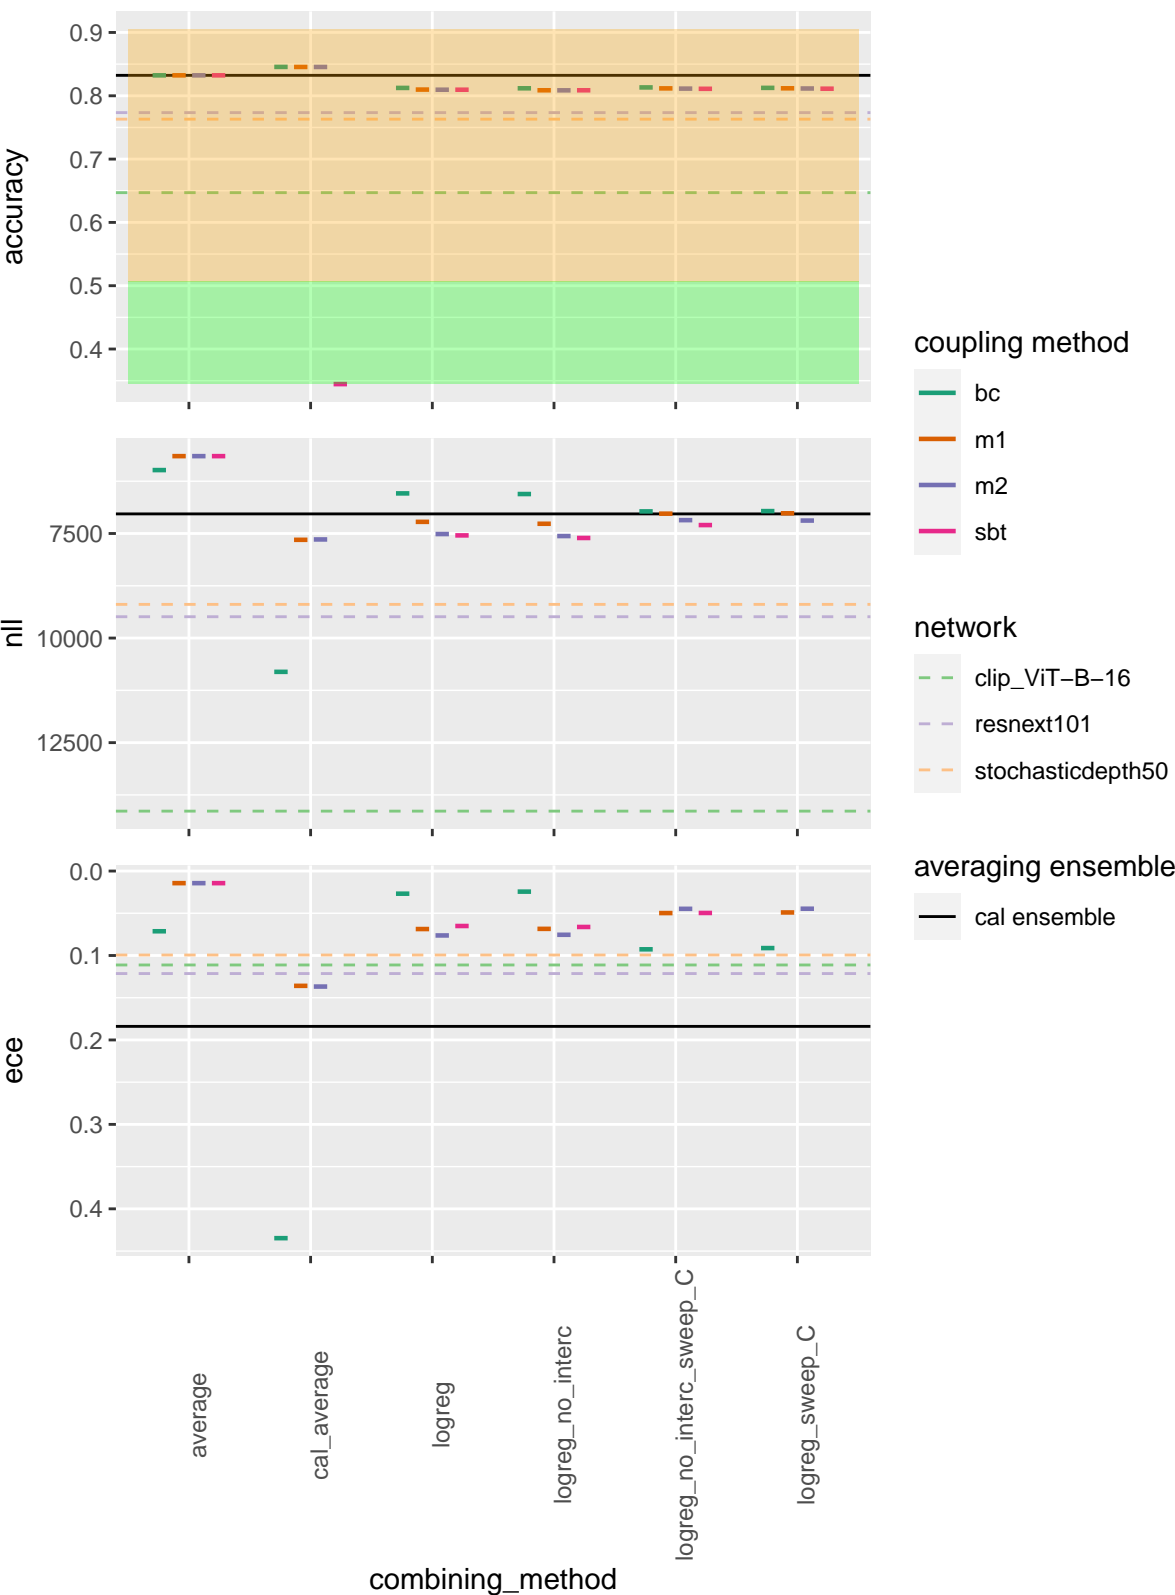 accuracy
0.9
0.8
0.7
0.6
0.5
0.4
nll
7500
10000
12500
ece
0.0
0.1
0.2
0.3
0.4
average
cal_average
logreg
logreg_no_interc
logreg_no_interc_sweep_C
logreg_sweep_C
combining_method
coupling method
bc
m1
m2
sbt
network
clip_ViT−B−16
resnext101
stochasticdepth50
averaging ensemble
cal ensemble